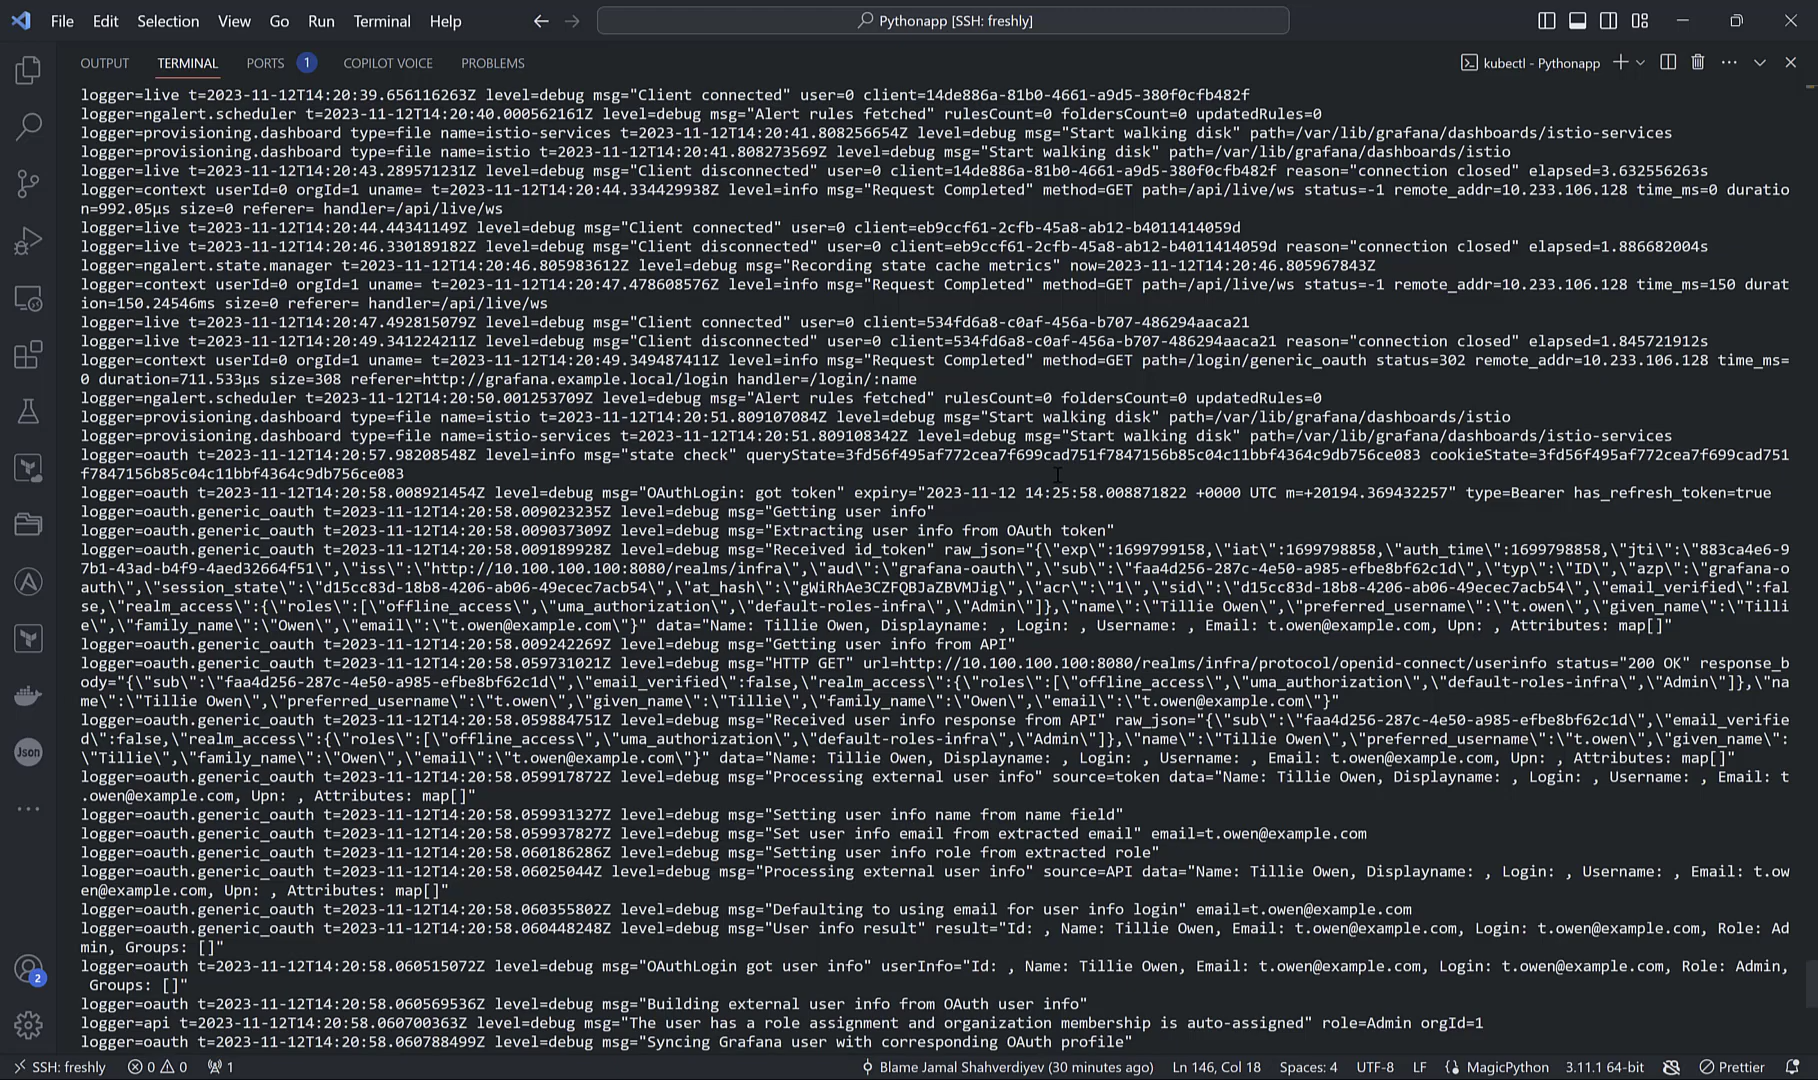 File Edit Selection View Go Run Terminal Help
Pythonapp [SSH: freshly]
OUTPUT TERMINAL PORTS 1 COPILOT VOICE PROBLEMS
kubectl - Pythonapp
logger=live t=2023-11-12T14:20:39.656116263Z level=debug msg="Client connected" user=0 client=14de886a-81b0-4661-a9d5-380f0cfb482f
logger=ngalert.scheduler t=2023-11-12T14:20:40.000562161Z level=debug msg="Alert rules fetched" rulesCount=0 foldersCount=0 updatedRules=0
logger=provisioning.dashboard type=file name=istio-services t=2023-11-12T14:20:41.808256654Z level=debug msg="Start walking disk" path=/var/lib/grafana/dashboards/istio-services
logger=provisioning.dashboard type=file name=istio t=2023-11-12T14:20:41.808273569Z level=debug msg="Start walking disk" path=/var/lib/grafana/dashboards/istio
logger=live t=2023-11-12T14:20:43.289571231Z level=debug msg="Client disconnected" user=0 client=14de886a-81b0-4661-a9d5-380f0cfb482f reason="connection closed" elapsed=3.632556263s
logger=context userId=0 orgId=1 uname= t=2023-11-12T14:20:44.334429938Z level=info msg="Request Completed" method=GET path=/api/live/ws status=-1 remote_addr=10.233.106.128 time_ms=0 duratio
n=992.05µs size=0 referer= handler=/api/live/ws
logger=live t=2023-11-12T14:20:44.44341149Z level=debug msg="Client connected" user=0 client=eb9ccf61-2cfb-45a8-ab12-b4011414059d
logger=live t=2023-11-12T14:20:46.330189182Z level=debug msg="Client disconnected" user=0 client=eb9ccf61-2cfb-45a8-ab12-b4011414059d reason="connection closed" elapsed=1.886682004s
logger=ngalert.state.manager t=2023-11-12T14:20:46.805983612Z level=debug msg="Recording state cache metrics" now=2023-11-12T14:20:46.805967843Z
logger=context userId=0 orgId=1 uname= t=2023-11-12T14:20:47.478608576Z level=info msg="Request Completed" method=GET path=/api/live/ws status=-1 remote_addr=10.233.106.128 time_ms=150 durat
ion=150.24546ms size=0 referer= handler=/api/live/ws
logger=live t=2023-11-12T14:20:47.492815079Z level=debug msg="Client connected" user=0 client=534fd6a8-c0af-456a-b707-486294aaca21
logger=live t=2023-11-12T14:20:49.341224211Z level=debug msg="Client disconnected" user=0 client=534fd6a8-c0af-456a-b707-486294aaca21 reason="connection closed" elapsed=1.845721912s
logger=context userId=0 orgId=1 uname= t=2023-11-12T14:20:49.349487411Z level=info msg="Request Completed" method=GET path=/login/generic_oauth status=302 remote_addr=10.233.106.128 time_ms=
0 duration=711.533µs size=308 referer=http://grafana.example.local/login handler=/login/:name
logger=ngalert.scheduler t=2023-11-12T14:20:50.001253709Z level=debug msg="Alert rules fetched" rulesCount=0 foldersCount=0 updatedRules=0
logger=provisioning.dashboard type=file name=istio t=2023-11-12T14:20:51.809107084Z level=debug msg="Start walking disk" path=/var/lib/grafana/dashboards/istio
logger=provisioning.dashboard type=file name=istio-services t=2023-11-12T14:20:51.809108342Z level=debug msg="Start walking disk" path=/var/lib/grafana/dashboards/istio-services
logger=oauth t=2023-11-12T14:20:57.98208548Z level=info msg="state check" queryState=3fd56f495af772cea7f699cad751f7847156b85c04c11bbf4364c9db756ce083 cookieState=3fd56f495af772cea7f699cad751
f7847156b85c04c11bbf4364c9db756ce083
logger=oauth t=2023-11-12T14:20:58.008921454Z level=debug msg="OAuthLogin: got token" expiry="2023-11-12 14:25:58.008871822 +0000 UTC m=+20194.369432257" type=Bearer has_refresh_token=true
logger=oauth.generic_oauth t=2023-11-12T14:20:58.009023235Z level=debug msg="Getting user info"
logger=oauth.generic_oauth t=2023-11-12T14:20:58.009037309Z level=debug msg="Extracting user info from OAuth token"
logger=oauth.generic_oauth t=2023-11-12T14:20:58.009189928Z level=debug msg="Received id_token" raw_json="{\"exp\":1699799158,\"iat\":1699798858,\"auth_time\":1699798858,\"jti\":\"883ca4e6-9
7b1-43ad-b4f9-4aed32664f51\",\"iss\":\"http://10.100.100.100:8080/realms/infra\",\"aud\":\"grafana-oauth\",\"sub\":\"faa4d256-287c-4e50-a985-efbe8bf62c1d\",\"typ\":\"ID\",\"azp\":\"grafana-o
auth\",\"session_state\":\"d15cc83d-18b8-4206-ab06-49ecec7acb54\",\"at_hash\":\"gWiRhAe3CZFQBJaZBVMJig\",\"acr\":\"1\",\"sid\":\"d15cc83d-18b8-4206-ab06-49ecec7acb54\",\"email_verified\":fal
se,\"realm_access\":{\"roles\":[\"offline_access\",\"uma_authorization\",\"default-roles-infra\",\"Admin\"]},\"name\":\"Tillie Owen\",\"preferred_username\":\"t.owen\",\"given_name\":\"Tilli
e\",\"family_name\":\"Owen\",\"email\":\"t.owen@example.com\"}" data="Name: Tillie Owen, Displayname: , Login: , Username: , Email: t.owen@example.com, Upn: , Attributes: map[]"
logger=oauth.generic_oauth t=2023-11-12T14:20:58.009242269Z level=debug msg="Getting user info from API"
logger=oauth.generic_oauth t=2023-11-12T14:20:58.059731021Z level=debug msg="HTTP GET" url=http://10.100.100.100:8080/realms/infra/protocol/openid-connect/userinfo status="200 OK" response_b
ody="{\"sub\":\"faa4d256-287c-4e50-a985-efbe8bf62c1d\",\"email_verified\":false,\"realm_access\":{\"roles\":[\"offline_access\",\"uma_authorization\",\"default-roles-infra\",\"Admin\"]},\"na
me\":\"Tillie Owen\",\"preferred_username\":\"t.owen\",\"given_name\":\"Tillie\",\"family_name\":\"Owen\",\"email\":\"t.owen@example.com\"}"
logger=oauth.generic_oauth t=2023-11-12T14:20:58.059884751Z level=debug msg="Received user info response from API" raw_json="{\"sub\":\"faa4d256-287c-4e50-a985-efbe8bf62c1d\",\"email_verifie
d\":false,\"realm_access\":{\"roles\":[\"offline_access\",\"uma_authorization\",\"default-roles-infra\",\"Admin\"]},\"name\":\"Tillie Owen\",\"preferred_username\":\"t.owen\",\"given_name\":
\"Tillie\",\"family_name\":\"Owen\",\"email\":\"t.owen@example.com\"}" data="Name: Tillie Owen, Displayname: , Login: , Username: , Email: t.owen@example.com, Upn: , Attributes: map[]"
logger=oauth.generic_oauth t=2023-11-12T14:20:58.059917872Z level=debug msg="Processing external user info" source=token data="Name: Tillie Owen, Displayname: , Login: , Username: , Email: t
.owen@example.com, Upn: , Attributes: map[]"
logger=oauth.generic_oauth t=2023-11-12T14:20:58.059931327Z level=debug msg="Setting user info name from name field"
logger=oauth.generic_oauth t=2023-11-12T14:20:58.059937827Z level=debug msg="Set user info email from extracted email" email=t.owen@example.com
logger=oauth.generic_oauth t=2023-11-12T14:20:58.060186286Z level=debug msg="Setting user info role from extracted role"
logger=oauth.generic_oauth t=2023-11-12T14:20:58.06025044Z level=debug msg="Processing external user info" source=API data="Name: Tillie Owen, Displayname: , Login: , Username: , Email: t.ow
en@example.com, Upn: , Attributes: map[]"
logger=oauth.generic_oauth t=2023-11-12T14:20:58.060355802Z level=debug msg="Defaulting to using email for user info login" email=t.owen@example.com
logger=oauth.generic_oauth t=2023-11-12T14:20:58.060448248Z level=debug msg="User info result" result="Id: , Name: Tillie Owen, Email: t.owen@example.com, Login: t.owen@example.com, Role: Ad
min, Groups: []"
logger=oauth t=2023-11-12T14:20:58.060515072Z level=debug msg="OAuthLogin got user info" userInfo="Id: , Name: Tillie Owen, Email: t.owen@example.com, Login: t.owen@example.com, Role: Admin,
Groups: []"
logger=oauth t=2023-11-12T14:20:58.060569536Z level=debug msg="Building external user info from OAuth user info"
logger=api t=2023-11-12T14:20:58.060700363Z level=debug msg="The user has a role assignment and organization membership is auto-assigned" role=Admin orgId=1
logger=oauth t=2023-11-12T14:20:58.060788499Z level=debug msg="Syncing Grafana user with corresponding OAuth profile"
Json
2
SSH: freshly 0 0 1 Blame Jamal Shahverdiyev (30 minutes ago) Ln 146, Col 18 Spaces: 4 UTF-8 LF MagicPython 3.11.1 64-bit Prettier